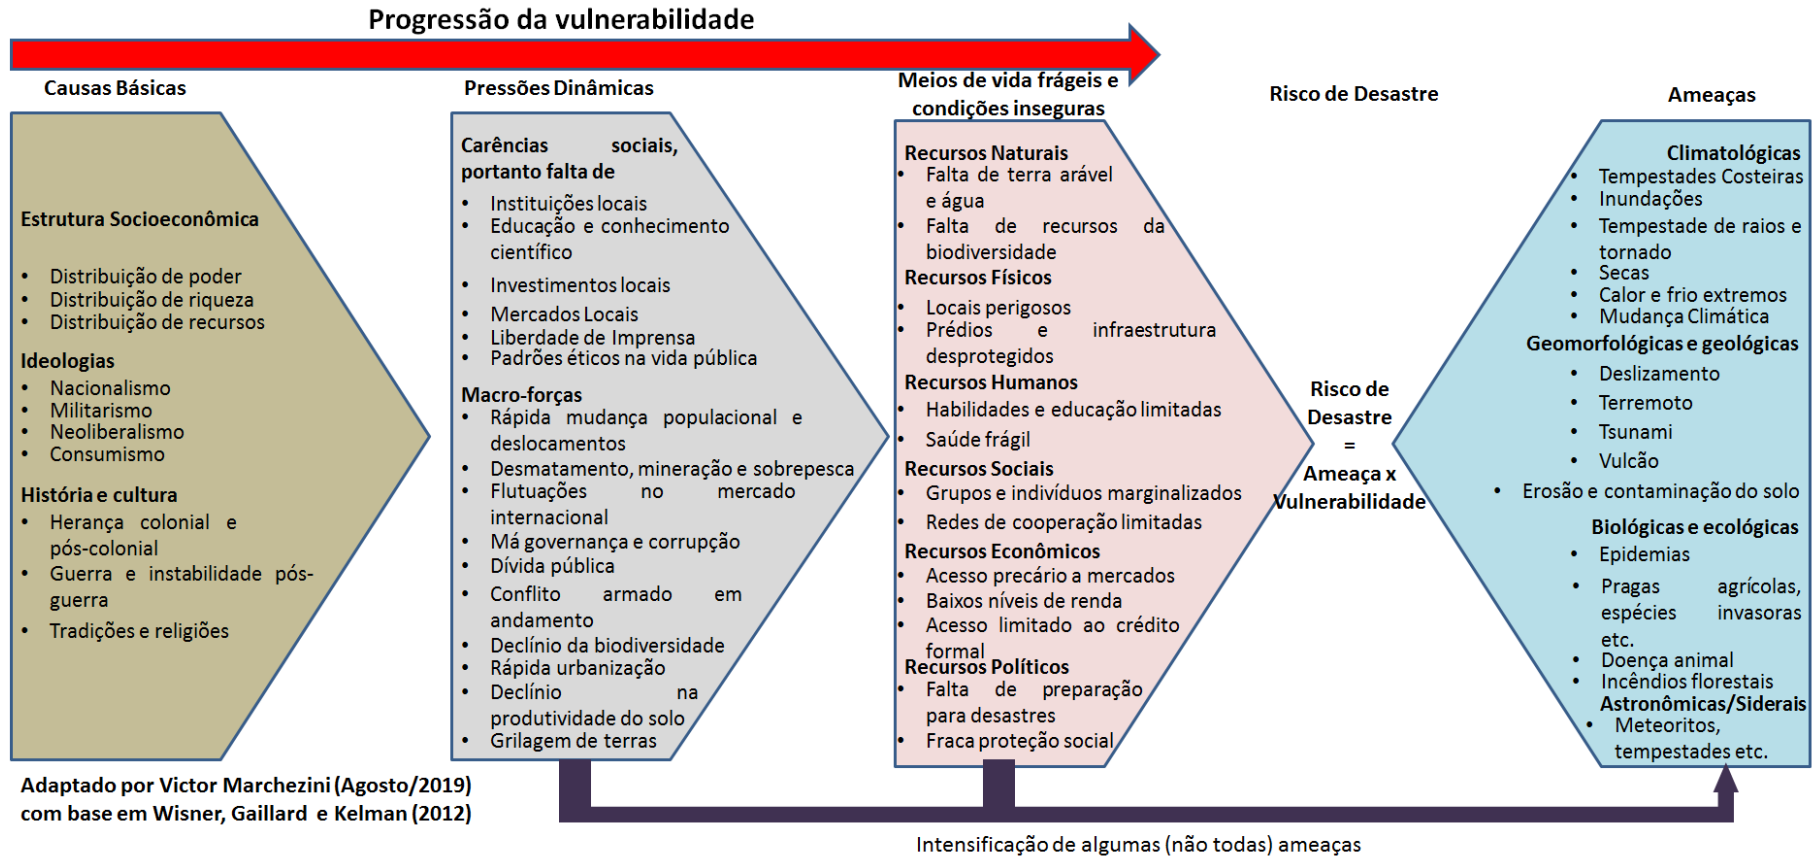 Progressão da vulnerabilidade
Causas Básicas
Estrutura Socioeconômica
• Distribuição de poder
• Distribuição de riqueza
• Distribuição de recursos
Ideologias
• Nacionalismo
• Militarismo
• Neoliberalismo
• Consumismo
História e cultura
• Herança colonial e
pós-colonial
• Guerra e instabilidade pós-
guerra
• Tradições e religiões
Pressões Dinâmicas
Carências sociais,
portanto falta de
• Instituições locais
• Educação e conhecimento
científico
• Investimentos locais
• Mercados Locais
• Liberdade de Imprensa
• Padrões éticos na vida pública
Macro-forças
• Rápida mudança populacional e
deslocamentos
• Desmatamento, mineração e sobrepesca
• Flutuações no mercado
internacional
• Má governança e corrupção
• Dívida pública
• Conflito armado em
andamento
• Declínio da biodiversidade
• Rápida urbanização
• Declínio na
produtividade do solo
• Grilagem de terras
Meios de vida frágeis e
condições inseguras
Recursos Naturais
• Falta de terra arável
e água
• Falta de recursos da
biodiversidade
Recursos Físicos
• Locais perigosos
• Prédios e infraestrutura
desprotegidos
Recursos Humanos
• Habilidades e educação limitadas
• Saúde frágil
Recursos Sociais
• Grupos e indivíduos marginalizados
• Redes de cooperação limitadas
Recursos Econômicos
• Acesso precário a mercados
• Baixos níveis de renda
• Acesso limitado ao crédito
formal
Recursos Políticos
• Falta de preparação
para desastres
• Fraca proteção social
Risco de Desastre
Risco de
Desastre
=
Ameaça x
Vulnerabilidade
Ameaças
Climatológicas
• Tempestades Costeiras
• Inundações
• Tempestade de raios e
tornado
• Secas
• Calor e frio extremos
• Mudança Climática
Geomorfológicas e geológicas
• Deslizamento
• Terremoto
• Tsunami
• Vulcão
• Erosão e contaminação do solo
Biológicas e ecológicas
• Epidemias
• Pragas agrícolas,
espécies invasoras
etc.
• Doença animal
• Incêndios florestais
Astronômicas/Siderais
• Meteoritos,
tempestades etc.
Adaptado por Victor Marchezini (Agosto/2019)
com base em Wisner, Gaillard e Kelman (2012)
Intensificação de algumas (não todas) ameaças